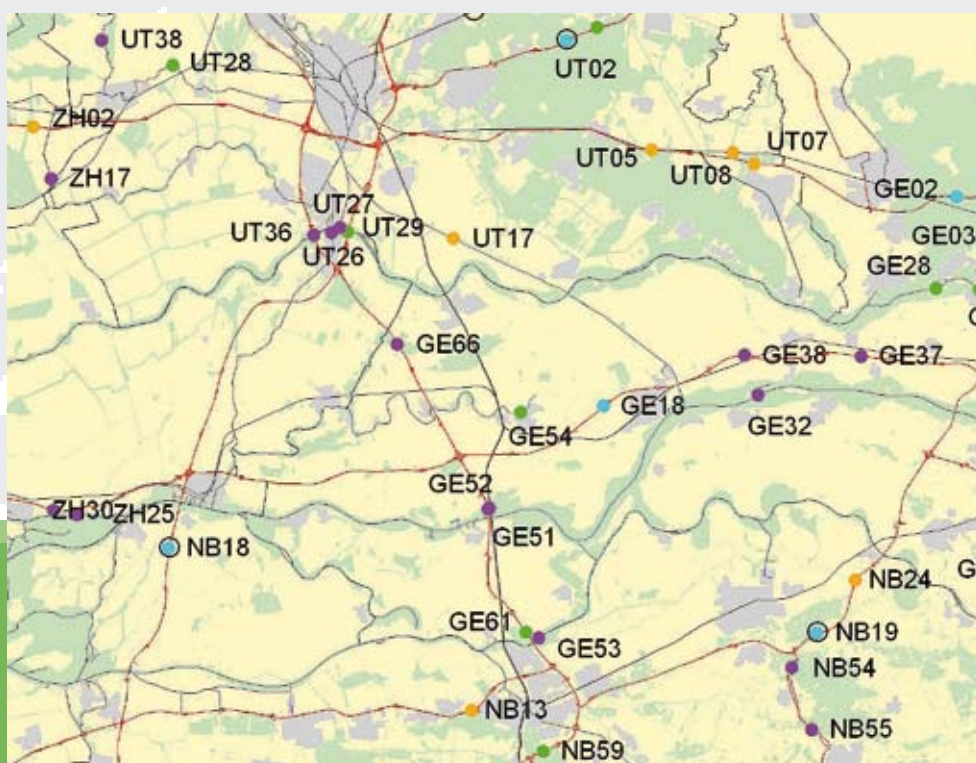 UT38
UT28
UT02
ZH02
UT05
UT07
UT08
ZH17
GE02
UT27
UT36
UT29
UT17
GE03
UT26
GE28
GE66
GE38
GE37
GE18
GE32
GE54
GE52
ZH30
ZH25
GE51
NB18
NB24
GE61
GE53
NB19
NB54
NB13
NB55
NB59